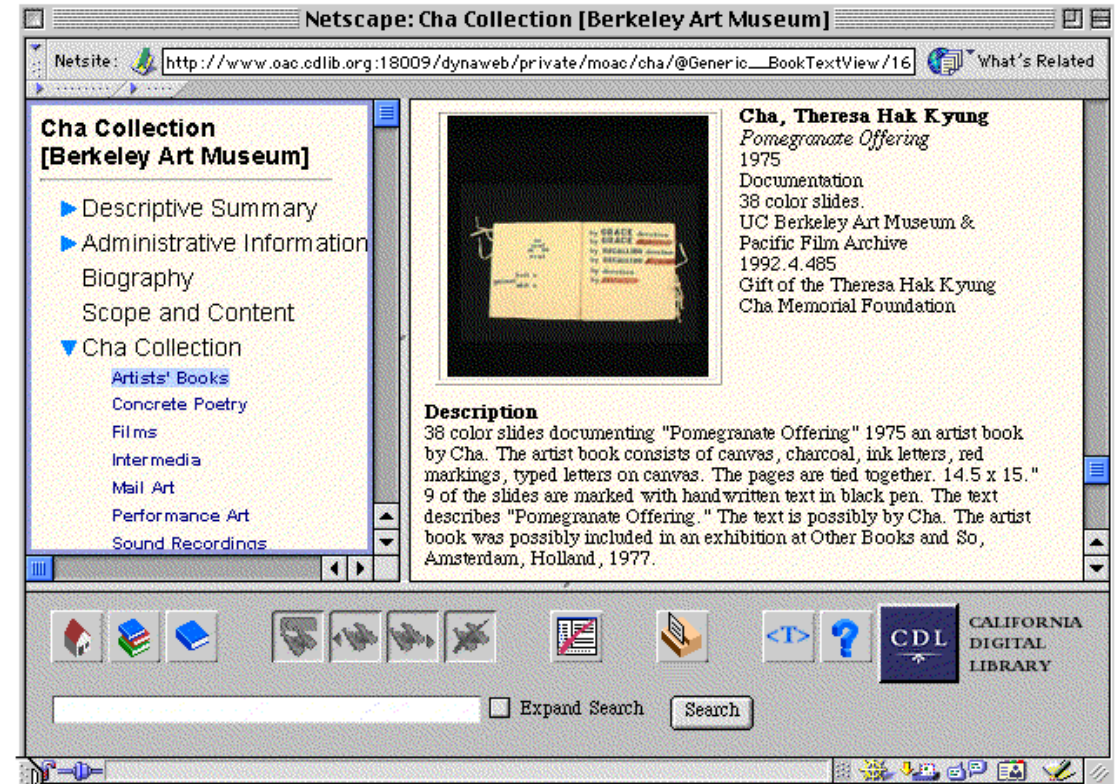 Netscape: Cha Collection [Berkeley Art Museum]
Netsite: http://www.oac.cdlib.org:18009/dynaweb/private/moac/cha/@Generic__BookTextView/16 What's Related
Cha Collection
[Berkeley Art Museum]
Descriptive Summary
Administrative Information
Biography
Scope and Content
Cha Collection
Artists' Books
Concrete Poetry
Films
Intermedia
Mail Art
Performance Art
Sound Recordings
by GRACE
by GRACE
Cha, Theresa Hak Kyung
Pomegranate Offering
1975
Documentation
38 color slides.
UC Berkeley Art Museum &
Pacific Film Archive
1992.4.485
Gift of the Theresa Hak Kyung
Cha Memorial Foundation
Description
38 color slides documenting "Pomegranate Offering" 1975 an artist book
by Cha. The artist book consists of canvas, charcoal, ink letters, red
markings, typed letters on canvas. The pages are tied together. 14.5 x 15."
9 of the slides are marked with handwritten text in black pen. The text
describes "Pomegranate Offering." The text is possibly by Cha. The artist
book was possibly included in an exhibition at Other Books and So,
Amsterdam, Holland, 1977.
<T> ? CDL
CALIFORNIA
DIGITAL
LIBRARY
Expand Search Search